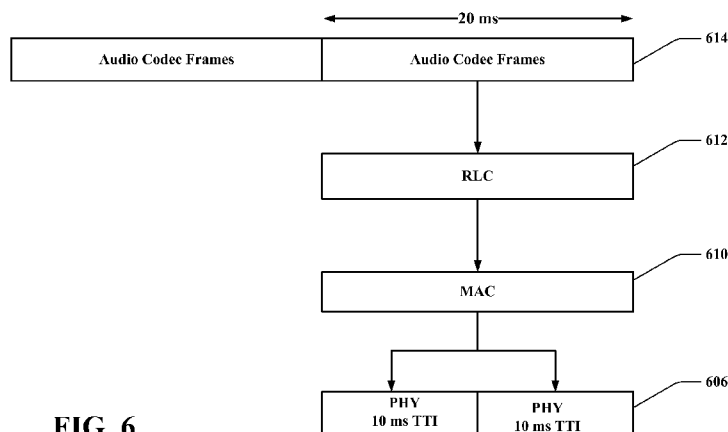 20 ms
614
Audio Codec Frames
Audio Codec Frames
612
RLC
610
MAC
606
PHY
10 ms TTI
PHY
10 ms TTI
FIG. 6